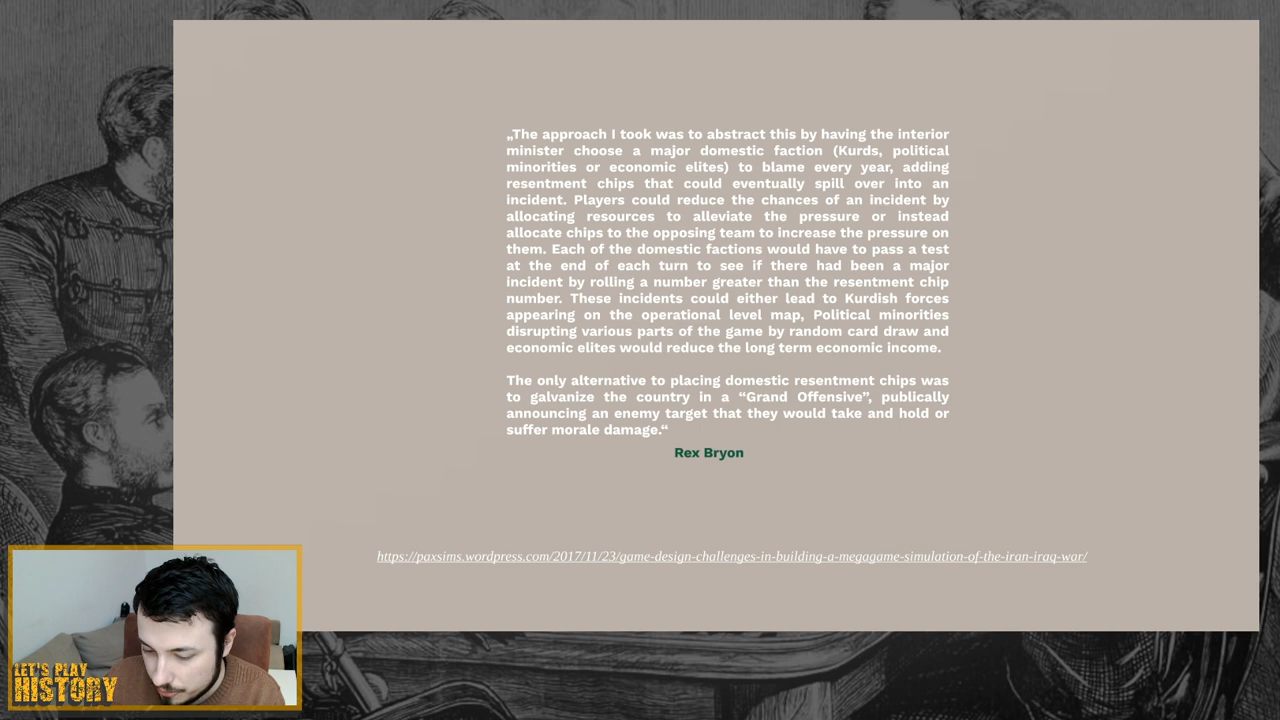 „The approach I took was to abstract this by having the interior
minister choose a major domestic faction (Kurds, political
minorities or economic elites) to blame every year, adding
resentment chips that could eventually spill over into an
incident. Players could reduce the chances of an incident by
allocating resources to alleviate the pressure or instead
allocate chips to the opposing team to increase the pressure on
them. Each of the domestic factions would have to pass a test
at the end of each turn to see if there had been a major
incident by rolling a number greater than the resentment chip
number. These incidents could either lead to Kurdish forces
appearing on the operational level map, Political minorities
disrupting various parts of the game by random card draw and
economic elites would reduce the long term economic income.
The only alternative to placing domestic resentment chips was
to galvanize the country in a “Grand Offensive”, publically
announcing an enemy target that they would take and hold or
suffer morale damage.“
Rex Bryon
https://paxsims.wordpress.com/2017/11/23/game-design-challenges-in-building-a-megagame-simulation-of-the-iran-iraq-war/
LET'S PLAY
HISTORY